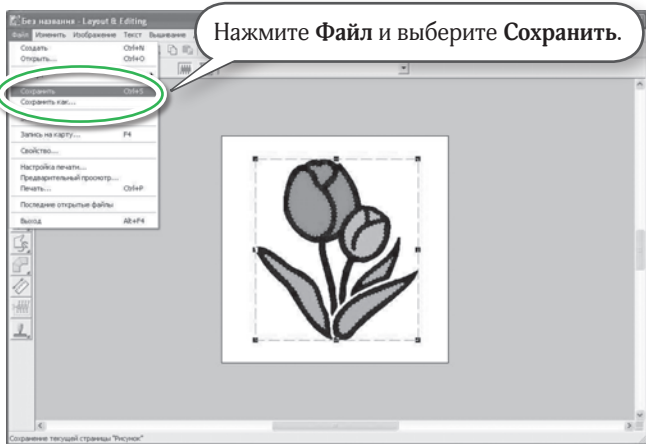 Без названия - Layout & Editing
Нажмите Файл и выберите Сохранить.
Файл Изменить Изображение Текст Вышивание
Создать Ctrl+N
Открыть... Ctrl+O
Сохранить Ctrl+S
Сохранить как...
Запись на карту... F4
Свойство...
Настройка печати...
Предварительный просмотр...
Печать... Ctrl+P
Последние открытые файлы
Выход Alt+F4
Сохранение текущей страницы "Рисунок"